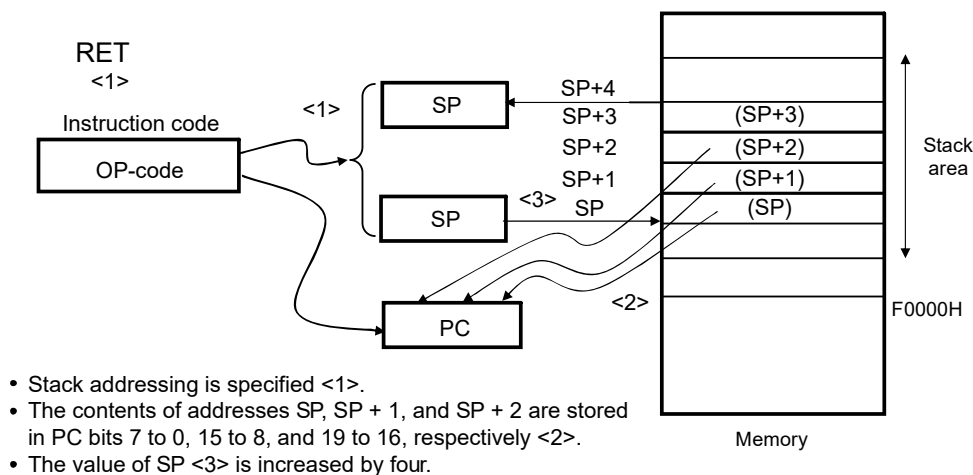 RET
<1>
Instruction code
OP-code
<1>
SP
SP
<3>
SP+4
SP+3
SP+2
SP+1
SP
(SP+3)
(SP+2)
(SP+1)
(SP)
Stack
area
PC
<2>
F0000H
Memory
• Stack addressing is specified <1>.
• The contents of addresses SP, SP + 1, and SP + 2 are stored
in PC bits 7 to 0, 15 to 8, and 19 to 16, respectively <2>.
• The value of SP <3> is increased by four.